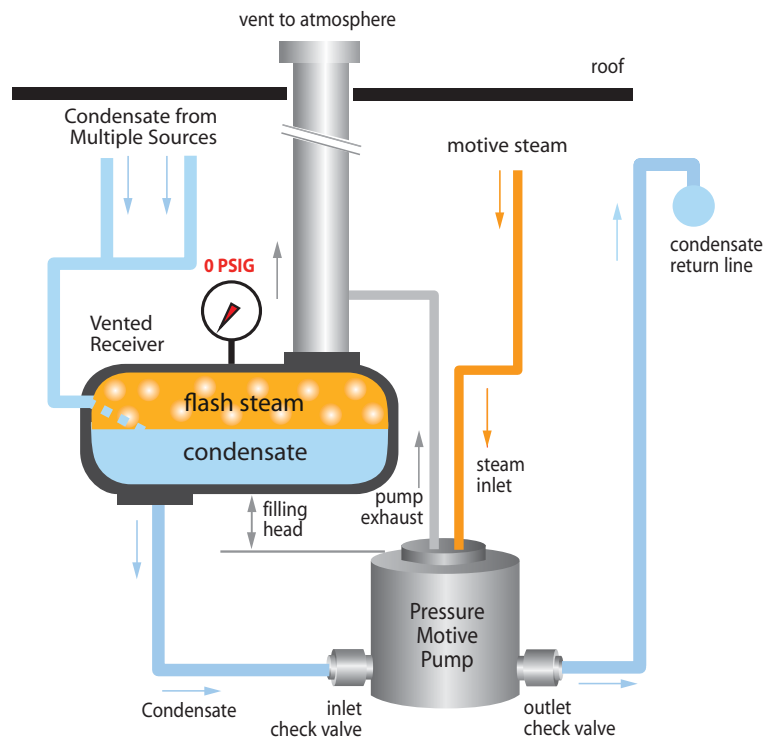 vent to atmosphere
roof
Condensate from
Multiple Sources
motive steam
0 PSIG
condensate
return line
Vented
Receiver
flash steam
condensate
steam
inlet
filling
head
pump
exhaust
Pressure
Motive
Pump
Condensate
inlet
check valve
outlet
check valve